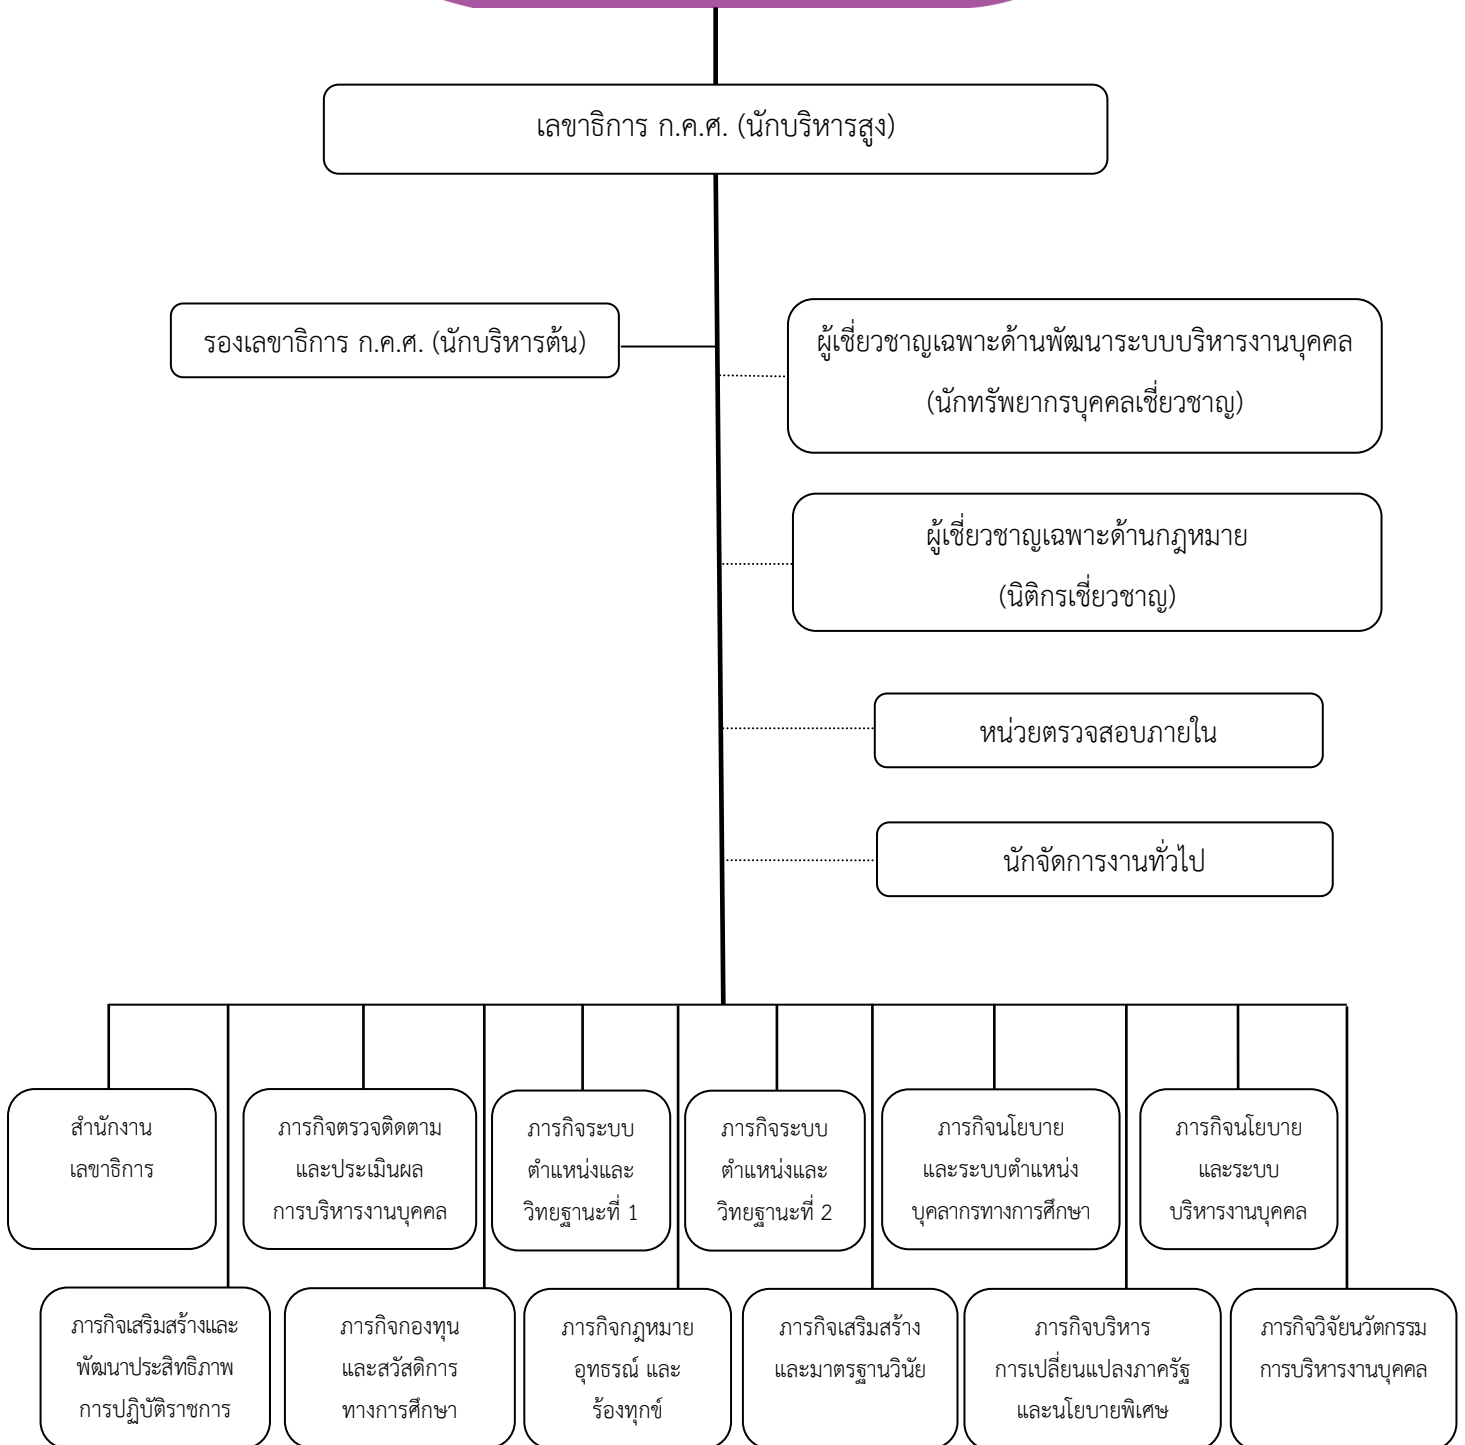 เลขาธิการ ก.ค.ศ. (นักบริหารสูง)
รองเลขาธิการ ก.ค.ศ. (นักบริหารต้น)
ผู้เชี่ยวชาญเฉพาะด้านพัฒนาระบบบริหารงานบุคคล
(นักทรัพยากรบุคคลเชี่ยวชาญ)
ผู้เชี่ยวชาญเฉพาะด้านกฎหมาย
(นิติกรเชี่ยวชาญ)
หน่วยตรวจสอบภายใน
นักจัดการงานทั่วไป
สำนักงาน
เลขาธิการ
ภารกิจตรวจติดตาม
และประเมินผล
การบริหารงานบุคคล
ภารกิจระบบ
ตำแหน่งและ
วิทยฐานะที่ 1
ภารกิจระบบ
ตำแหน่งและ
วิทยฐานะที่ 2
ภารกิจนโยบาย
และระบบตำแหน่ง
บุคลากรทางการศึกษา
ภารกิจนโยบาย
และระบบ
บริหารงานบุคคล
ภารกิจเสริมสร้างและ
พัฒนาประสิทธิภาพ
การปฏิบัติราชการ
ภารกิจกองทุน
และสวัสดิการ
ทางการศึกษา
ภารกิจกฎหมาย
อุทธรณ์ และ
ร้องทุกข์
ภารกิจเสริมสร้าง
และมาตรฐานวินัย
ภารกิจบริหาร
การเปลี่ยนแปลงภาครัฐ
และนโยบายพิเศษ
ภารกิจวิจัยนวัตกรรม
การบริหารงานบุคคล